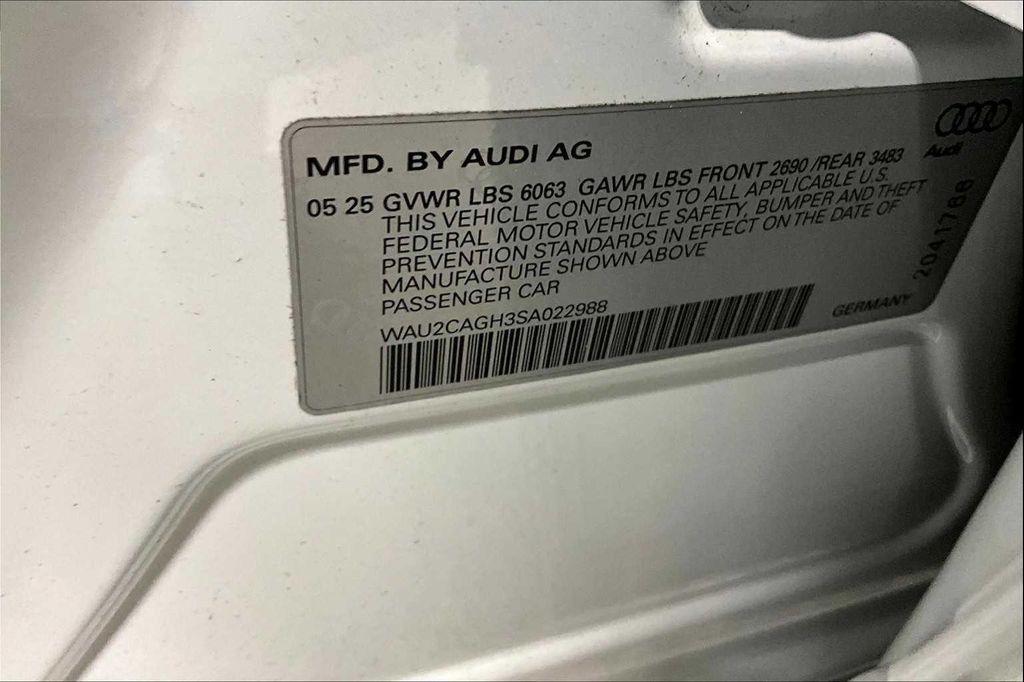 MFD. BY AUDI AG
05 25 GVWR LBS 6063 GAWR LBS FRONT 2690 /REAR 3483
THIS VEHICLE CONFORMS TO ALL APPLICABLE U.S.
FEDERAL MOTOR VEHICLE SAFETY, BUMPER AND THEFT
PREVENTION STANDARDS IN EFFECT ON THE DATE OF
MANUFACTURE SHOWN ABOVE
PASSENGER CAR
WAU2CAGH3SA022988
GERMANY
Audi
2041788